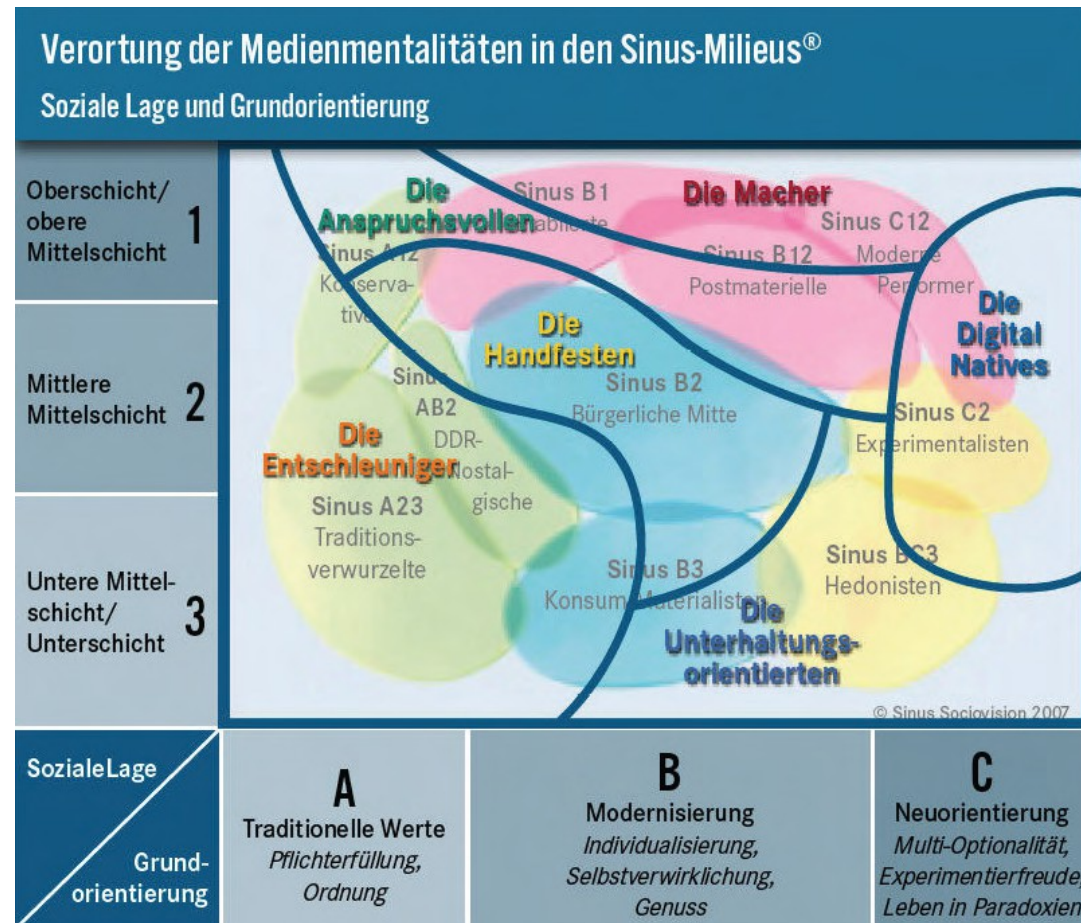 Verortung der Medienmentalitäten in den Sinus-Milieus®
Soziale Lage und Grundorientierung
Oberschicht/
obere
Mittelschicht
1
Mittlere
Mittelschicht
2
Untere Mittel-
schicht/
Unterschicht
3
Die
Anspruchsvollen
Sinus B1
Die Macher
Sinus C12
Moderne
Performer
Sinus A12
Konserva-
tive
Sinus B12
Postmaterielle
Die
Digital
Natives
Die
Handfesten
Sinus B2
Bürgerliche Mitte
Sinus
AB2
DDR-
Nostal-
gische
Sinus C2
Experimentalisten
Die
Entschleuniger
Sinus A23
Traditions-
verwurzelte
Sinus B3
Konsum-Materialisten
Sinus BC3
Hedonisten
Die
Unterhaltungs-
orientierten
© Sinus Sociovision 2007
SozialeLage
Grund-
orientierung
A
Traditionelle Werte
Pflichterfüllung,
Ordnung
B
Modernisierung
Individualisierung,
Selbstverwirklichung,
Genuss
C
Neuorientierung
Multi-Optionalität,
Experimentierfreude,
Leben in Paradoxien